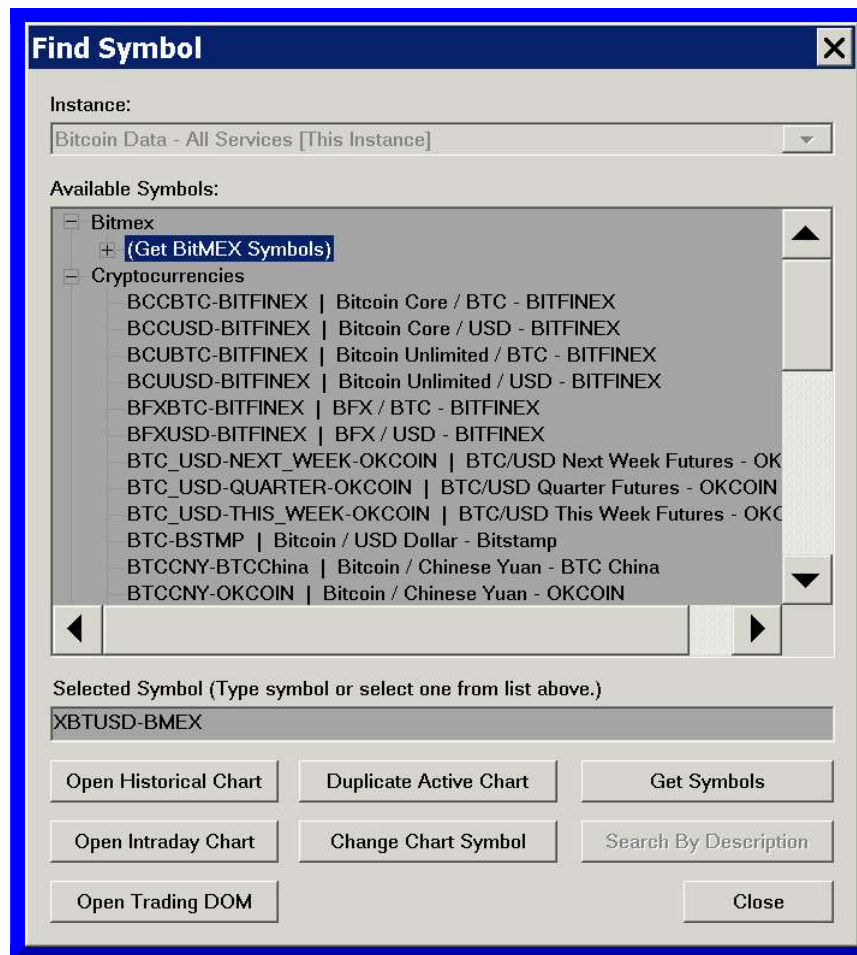 Find Symbol
Instance:
Bitcoin Data - All Services [This Instance]
Available Symbols:
Bitmex
(Get BitMEX Symbols)
Cryptocurrencies
BCCBTC-BITFINEX | Bitcoin Core / BTC - BITFINEX
BCCUSD-BITFINEX | Bitcoin Core / USD - BITFINEX
BCUBTC-BITFINEX | Bitcoin Unlimited / BTC - BITFINEX
BCUUSD-BITFINEX | Bitcoin Unlimited / USD - BITFINEX
BFXBTC-BITFINEX | BFX / BTC - BITFINEX
BFXUSD-BITFINEX | BFX / USD - BITFINEX
BTC_USD-NEXT_WEEK-OKCOIN | BTC/USD Next Week Futures - OK
BTC_USD-QUARTER-OKCOIN | BTC/USD Quarter Futures - OKCOIN
BTC_USD-THIS_WEEK-OKCOIN | BTC/USD This Week Futures - OKC
BTC-BSTMP | Bitcoin / USD Dollar - Bitstamp
BTCCNY-BTCChina | Bitcoin / Chinese Yuan - BTC China
BTCCNY-OKCOIN | Bitcoin / Chinese Yuan - OKCOIN
Selected Symbol (Type symbol or select one from list above.)
XBTUSD-BMEX
Open Historical Chart Duplicate Active Chart Get Symbols
Open Intraday Chart Change Chart Symbol Search By Description
Open Trading DOM Close